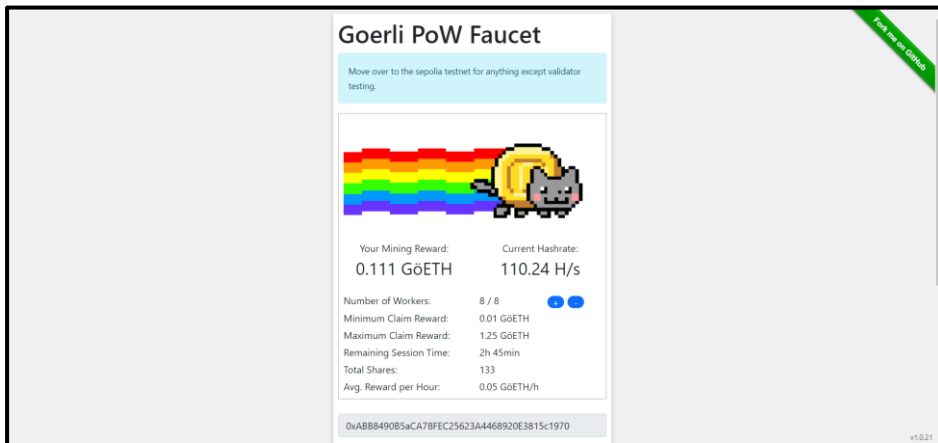 Goerli PoW Faucet
Fork me on GitHub
Move over to the sepolia testnet for anything except validator
testing.
Your Mining Reward: Current Hashrate:
0.111 GöETH 110.24 H/s
Number of Workers: 8 / 8 + -
Minimum Claim Reward: 0.01 GöETH
Maximum Claim Reward: 1.25 GöETH
Remaining Session Time: 2h 45min
Total Shares: 133
Avg. Reward per Hour: 0.05 GöETH/h
0xABB8490B5aCA78FEC25623A4468920E3815c1970
v1.0.21